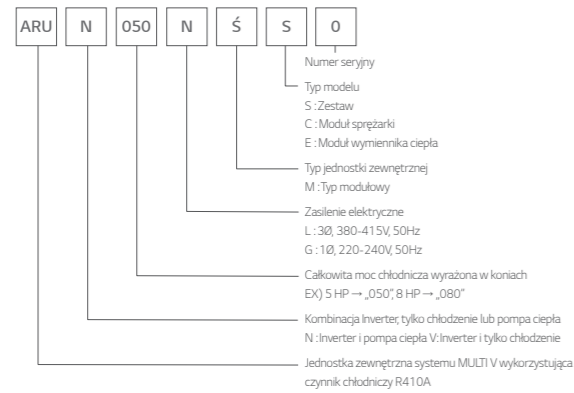 ARU N 050 N Ś S 0
Numer seryjny
Typ modelu
S : Zestaw
C : Moduł sprężarki
E : Moduł wymiennika ciepła
Typ jednostki zewnętrznej
M : Typ modułowy
Zasilenie elektryczne
L : 3Ø, 380-415V, 50Hz
G : 1Ø, 220-240V, 50Hz
Całkowita moc chłodnicza wyrażona w koniach
EX) 5 HP → „050”, 8 HP → „080”
Kombinacja Inverter, tylko chłodzenie lub pompa ciepła
N : Inverter i pompa ciepła V: Inverter i tylko chłodzenie
Jednostka zewnętrzna systemu MULTI V wykorzystująca
czynnik chłodniczy R410A